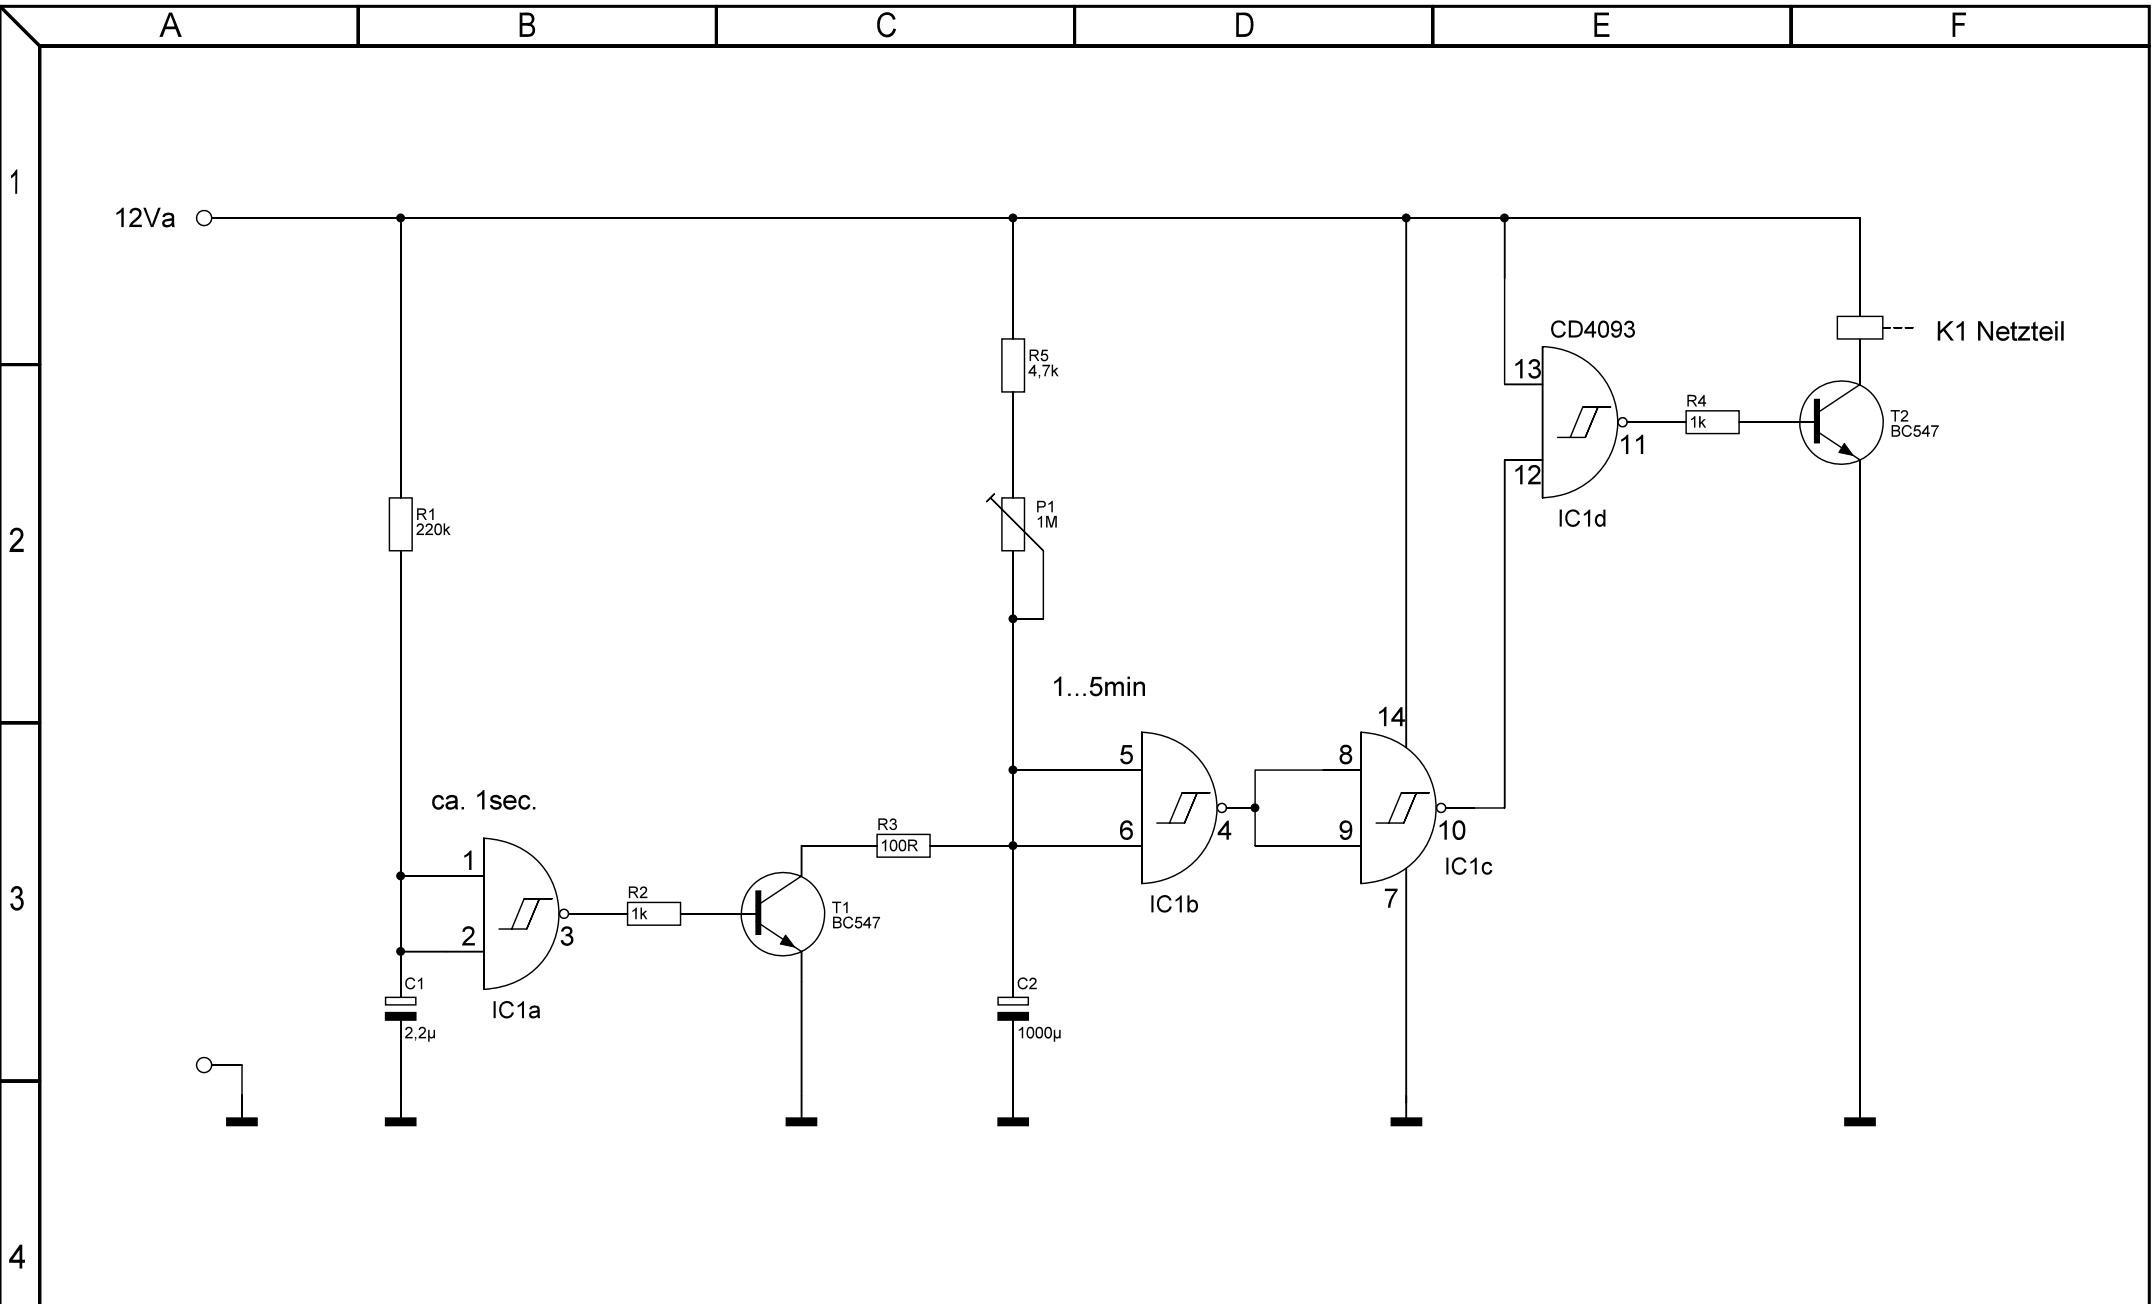 A B C D E F
1
12Va
CD4093
K1 Netzteil
R5
4,7k
13
R4
1k
T2
BC547
11
12
P1
1M
R1
220k
IC1d
2
1...5min
14
5
8
ca. 1sec.
R3
100R
6
4
9
10
1
IC1c
R2
1k
T1
BC547
3
7
IC1b
2
3
C1
C2
IC1a
2,2µ
1000µ
4